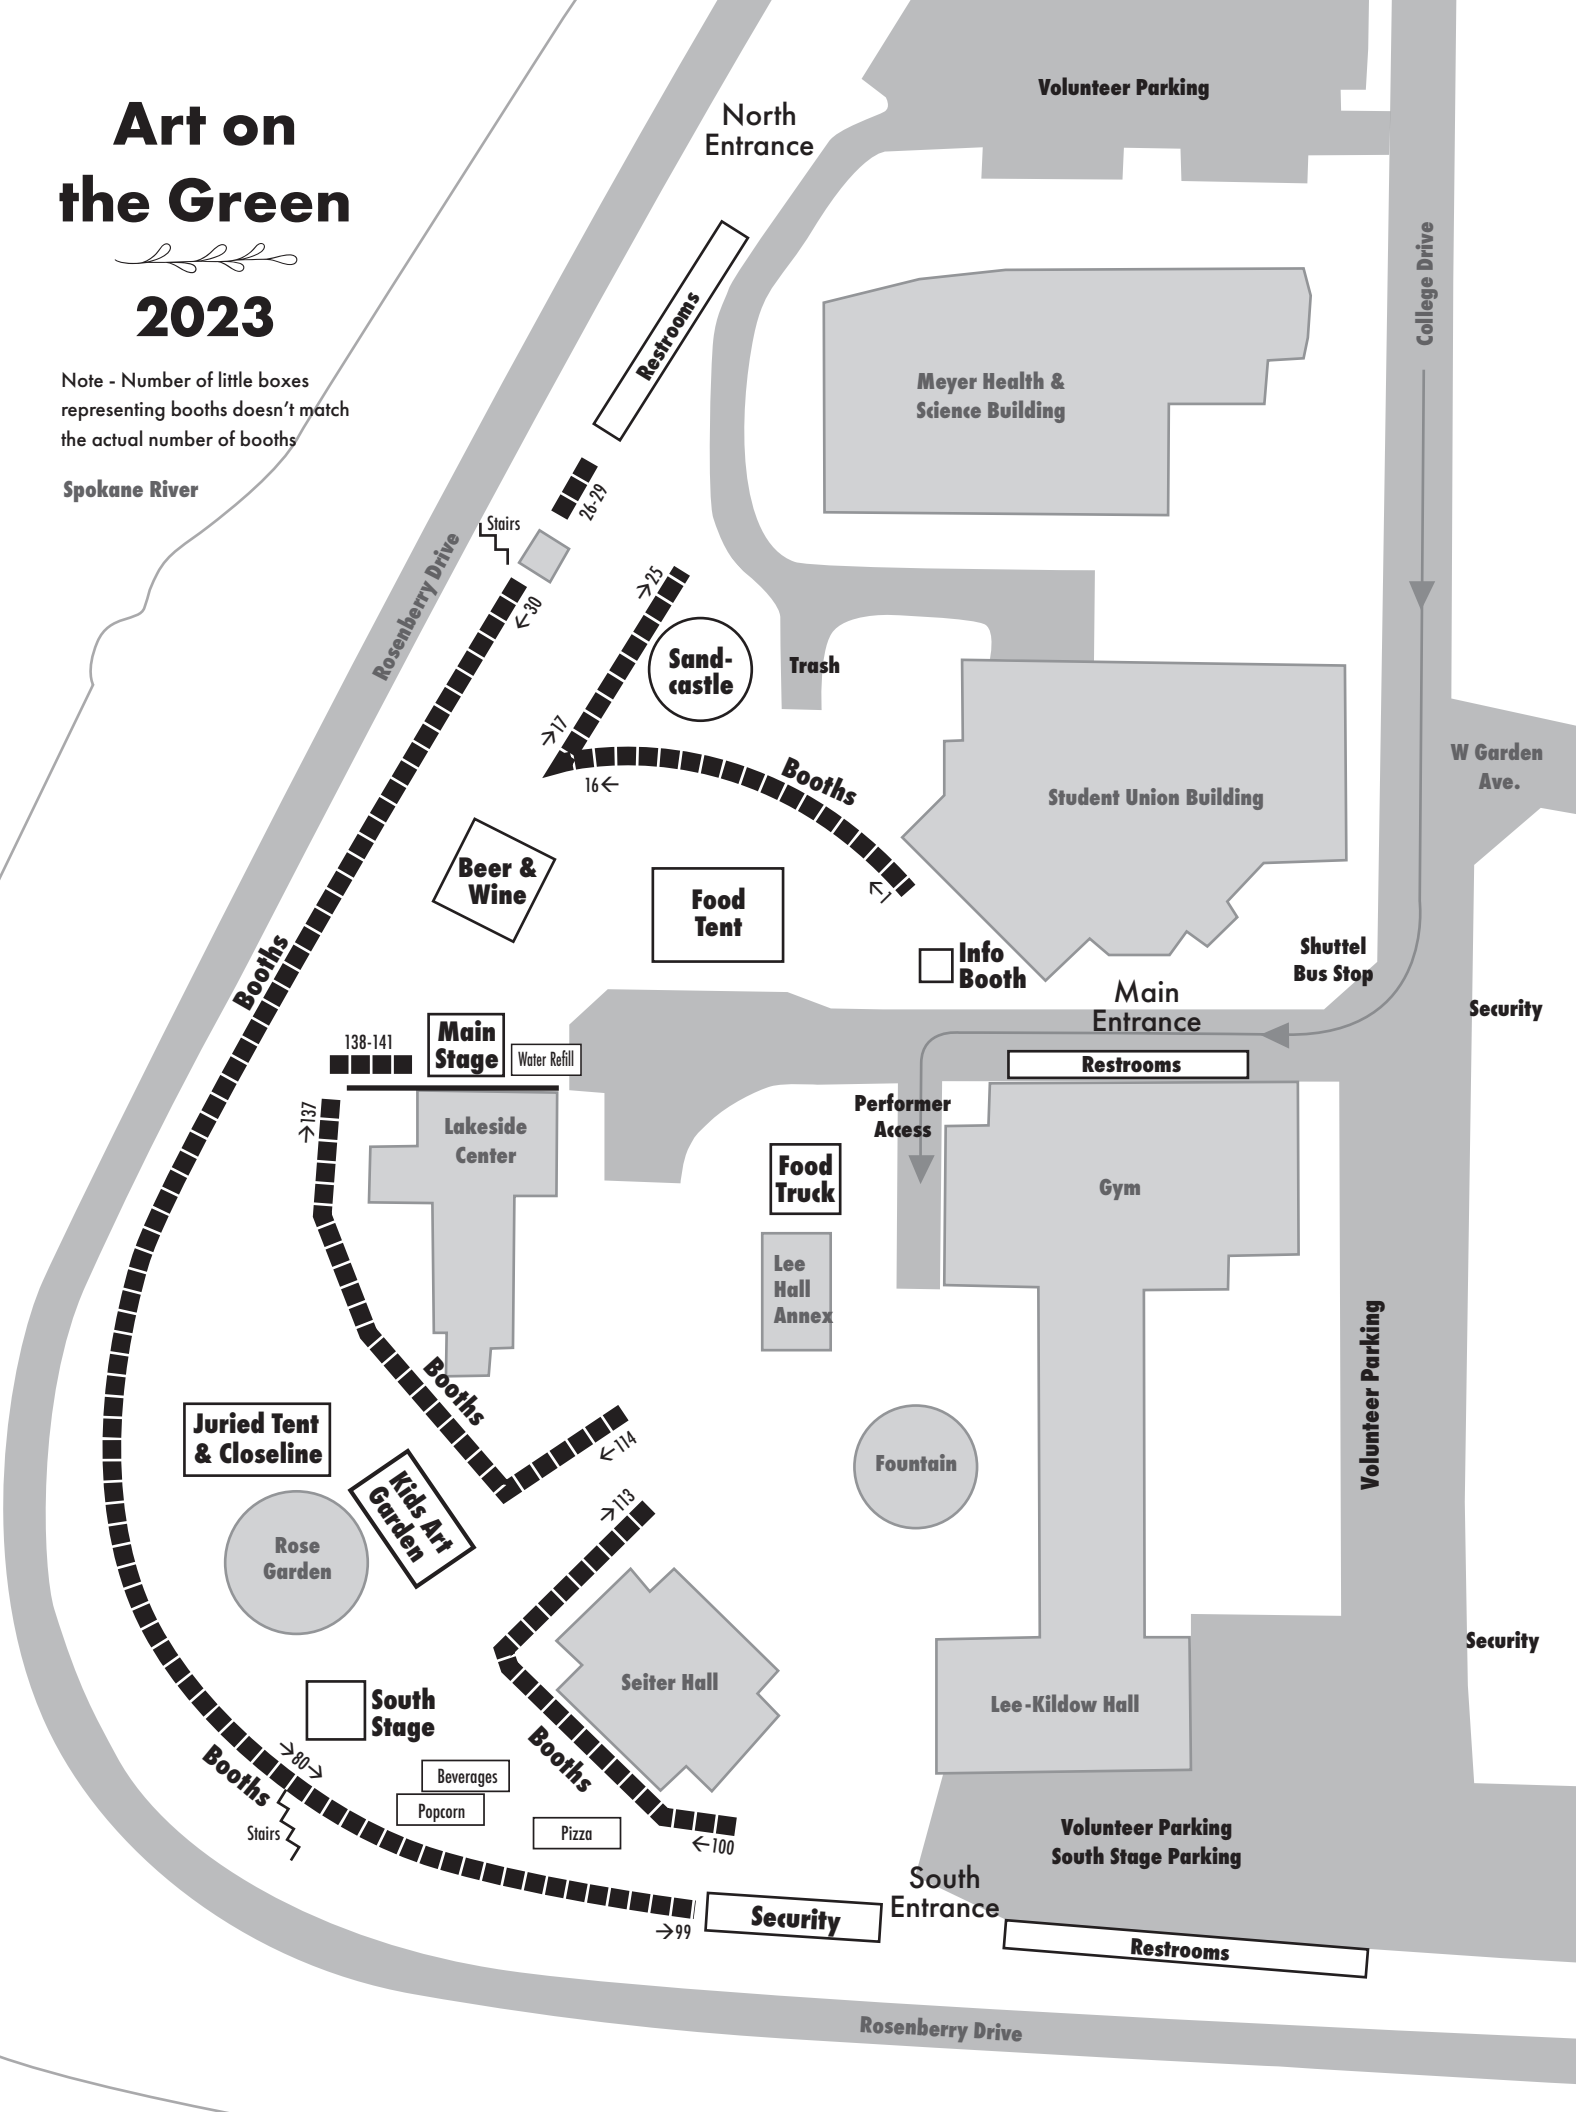 Art on
the Green
2023
Note - Number of little boxes
representing booths doesn't match
the actual number of booths
Spokane River
Volunteer Parking
North
Entrance
College Drive
Restrooms
Meyer Health &
Science Building
26-29
Stairs
Rosenberry Drive
←30
→25
Sand-
castle
Trash
→17
16←
Booths
W Garden
Ave.
Student Union Building
Beer &
Wine
Food
Tent
←1
Booths
Info
Booth
Shuttel
Bus Stop
Main
Entrance
Security
138-141
Main
Stage
Water Refill
Restrooms
→137
Performer
Access
Lakeside
Center
Food
Truck
Gym
Lee
Hall
Annex
Volunteer Parking
Booths
Juried Tent
& Closeline
←114
Fountain
Kids Art
Garden
→113
Rose
Garden
Security
Seiter Hall
South
Stage
Lee-Kildow Hall
→80→
Booths
Booths
Beverages
Popcorn
Stairs
Pizza
←100
Volunteer Parking
South Stage Parking
South
Entrance
Security
→99
Restrooms
Rosenberry Drive